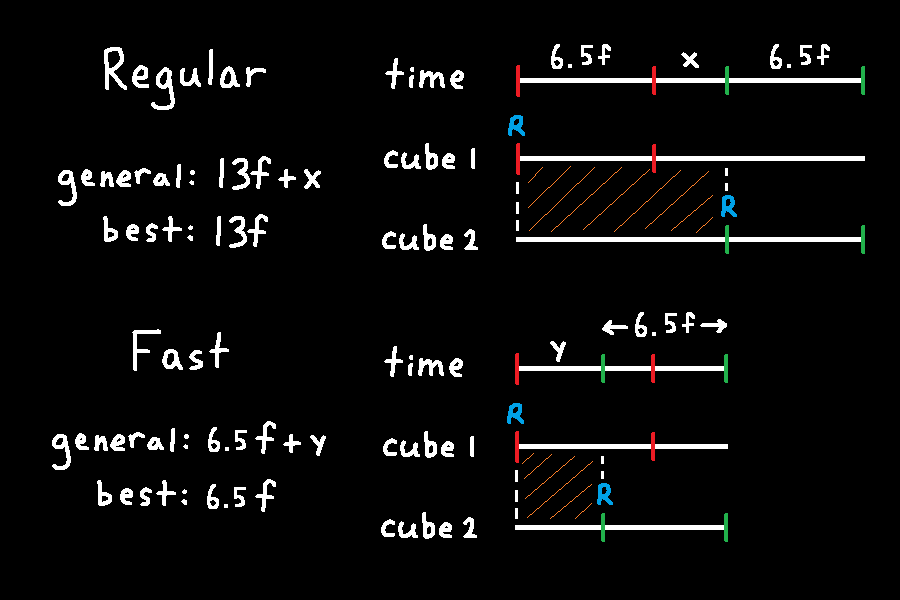 Regular
general: 13f+x
best: 13f
time
6.5f
x
6.5f
R
cube 1
R
cube 2
Fast
general: 6.5f+y
best: 6.5f
time
y
←6.5f→
R
cube 1
R
cube 2